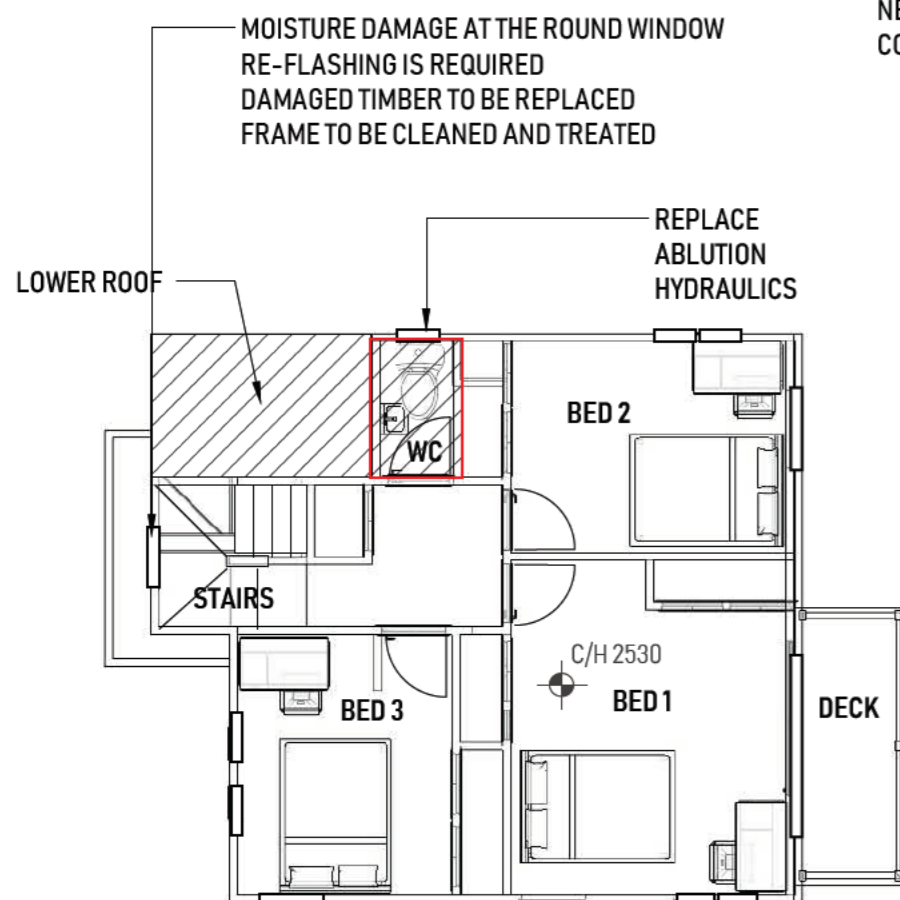 MOISTURE DAMAGE AT THE ROUND WINDOW
RE-FLASHING IS REQUIRED
DAMAGED TIMBER TO BE REPLACED
FRAME TO BE CLEANED AND TREATED
REPLACE
ABLUTION
HYDRAULICS
LOWER ROOF
BED 2
WC
STAIRS
C/H 2530
BED 1
BED 3
DECK